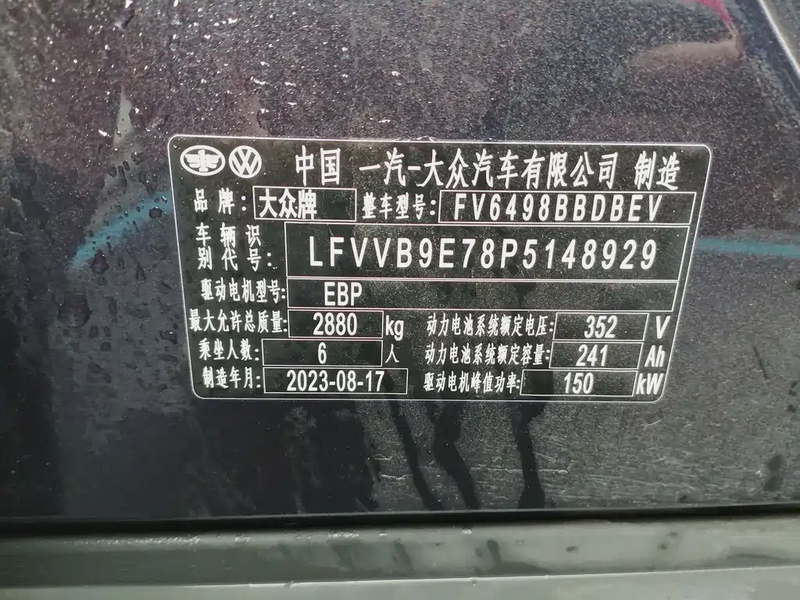 中国 一汽-大众汽车有限公司 制造
品牌: 大众牌 整车型号: FV6498BBDBEV
车辆识别代号: LFVVB9E78P5148929
驱动电机型号: EBP
最大允许总质量: 2880 kg 动力电池系统额定电压: 352 V
乘坐人数: 6 人 动力电池系统额定容量: 241 Ah
制造年月: 2023-08-17 驱动电机峰值功率: 150 kW